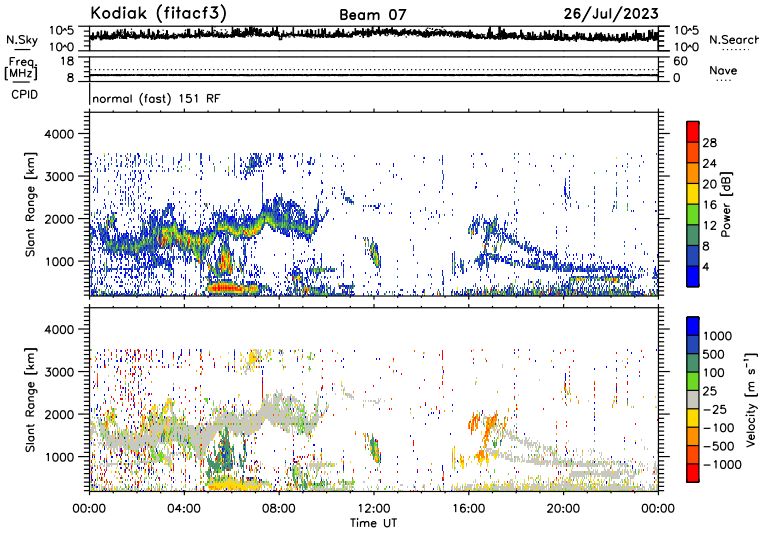 Kodiak (fitacf3) Beam 07 26/Jul/2023
N.Sky 10^5 10^0 10^5 10^0 N.Search
Freq. [MHz] 18 8 60 0 Nave
CPID normal (fast) 151 RF
Slant Range [km] 4000 3000 2000 1000
28 24 20 16 12 8 4 Power [dB]
Slant Range [km] 4000 3000 2000 1000
1000 500 100 25 −25 −100 −500 −1000 Velocity [m s⁻¹]
00:00 04:00 08:00 12:00 16:00 20:00 00:00
Time UT